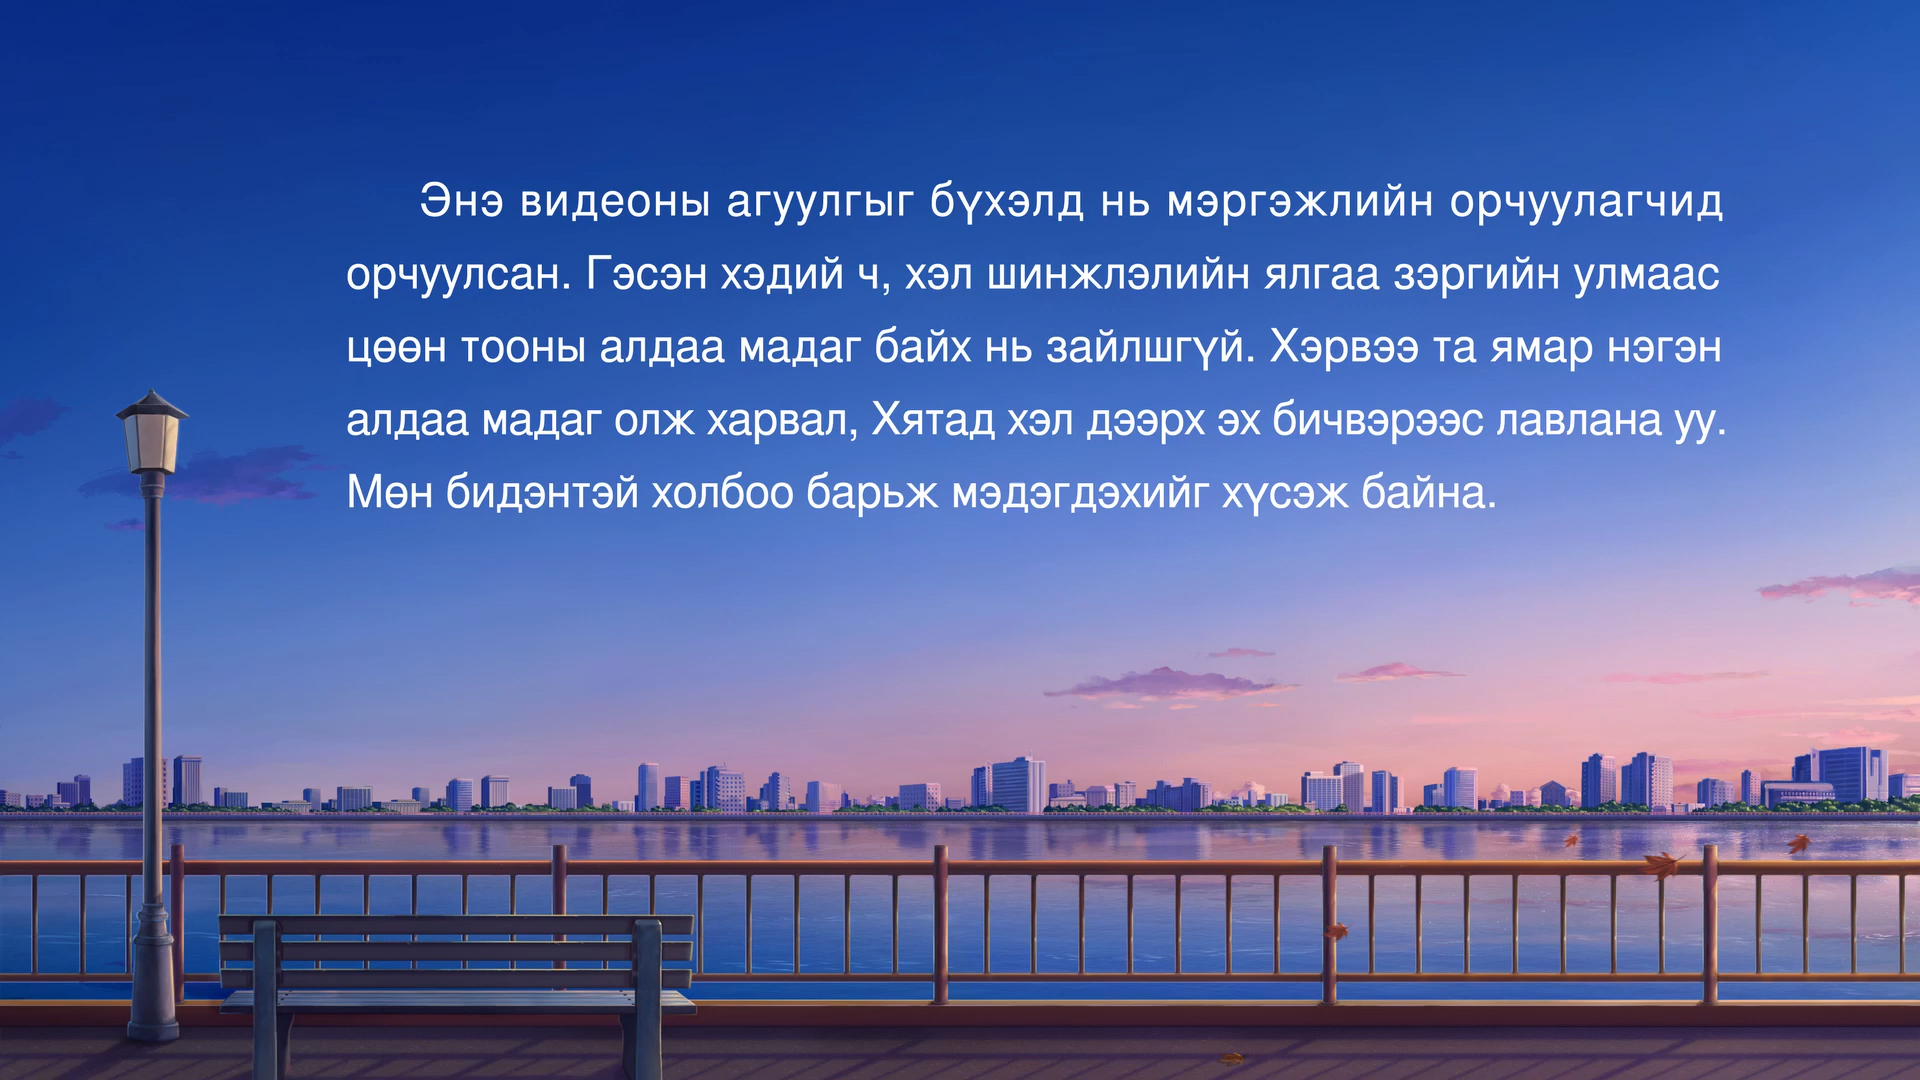 Энэ видеоны агуулгыг бүхэлд нь мэргэжлийн орчуулагчид
орчуулсан. Гэсэн хэдий ч, хэл шинжлэлийн ялгаа зэргийн улмаас
цөөн тооны алдаа мадаг байх нь зайлшгүй. Хэрвээ та ямар нэгэн
алдаа мадаг олж харвал, Хятад хэл дээрх эх бичвэрээс лавлана уу.
Мөн бидэнтэй холбоо барьж мэдэгдэхийг хүсэж байна.